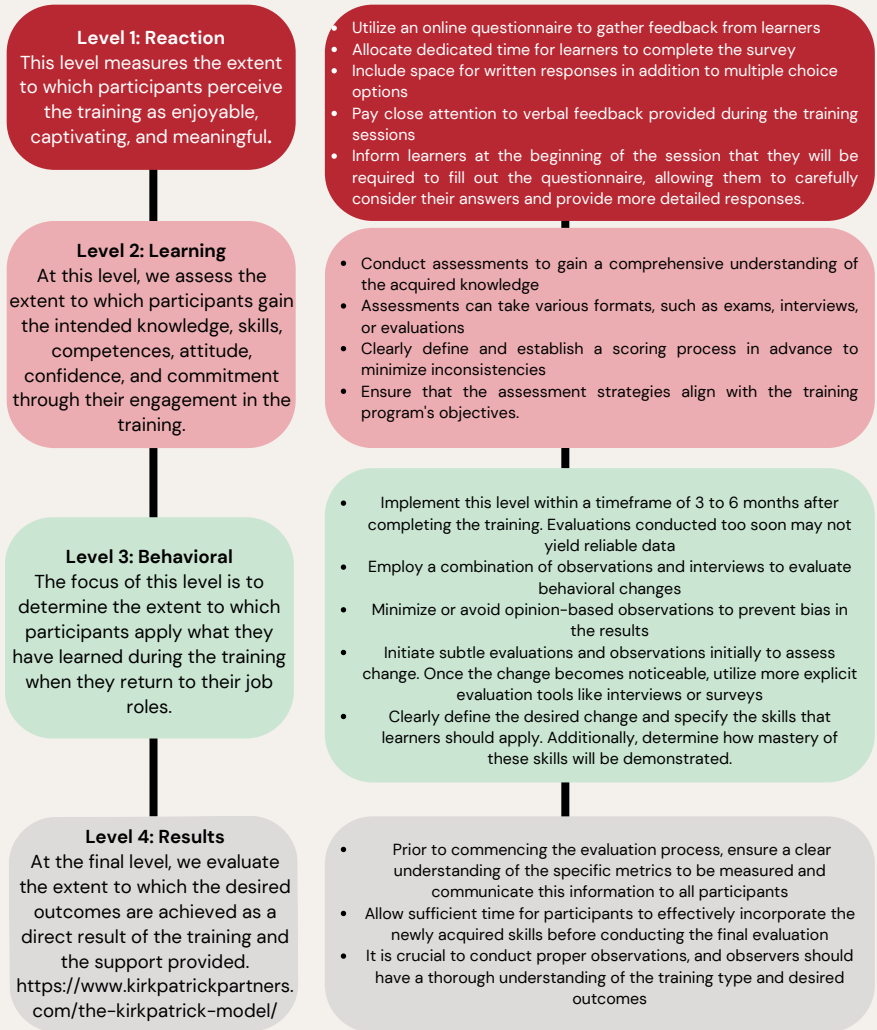 Level 1: Reaction
This level measures the extent
to which participants perceive
the training as enjoyable,
captivating, and meaningful.
• Utilize an online questionnaire to gather feedback from learners
• Allocate dedicated time for learners to complete the survey
• Include space for written responses in addition to multiple choice
options
• Pay close attention to verbal feedback provided during the training
sessions
• Inform learners at the beginning of the session that they will be
required to fill out the questionnaire, allowing them to carefully
consider their answers and provide more detailed responses.
Level 2: Learning
At this level, we assess the
extent to which participants gain
the intended knowledge, skills,
competences, attitude,
confidence, and commitment
through their engagement in the
training.
• Conduct assessments to gain a comprehensive understanding of
the acquired knowledge
• Assessments can take various formats, such as exams, interviews,
or evaluations
• Clearly define and establish a scoring process in advance to
minimize inconsistencies
• Ensure that the assessment strategies align with the training
program's objectives.
Level 3: Behavioral
The focus of this level is to
determine the extent to which
participants apply what they
have learned during the training
when they return to their job
roles.
• Implement this level within a timeframe of 3 to 6 months after
completing the training. Evaluations conducted too soon may not
yield reliable data
• Employ a combination of observations and interviews to evaluate
behavioral changes
• Minimize or avoid opinion-based observations to prevent bias in
the results
• Initiate subtle evaluations and observations initially to assess
change. Once the change becomes noticeable, utilize more explicit
evaluation tools like interviews or surveys
• Clearly define the desired change and specify the skills that
learners should apply. Additionally, determine how mastery of
these skills will be demonstrated.
Level 4: Results
At the final level, we evaluate
the extent to which the desired
outcomes are achieved as a
direct result of the training and
the support provided.
https://www.kirkpatrickpartners.
com/the-kirkpatrick-model/
• Prior to commencing the evaluation process, ensure a clear
understanding of the specific metrics to be measured and
communicate this information to all participants
• Allow sufficient time for participants to effectively incorporate the
newly acquired skills before conducting the final evaluation
• It is crucial to conduct proper observations, and observers should
have a thorough understanding of the training type and desired
outcomes